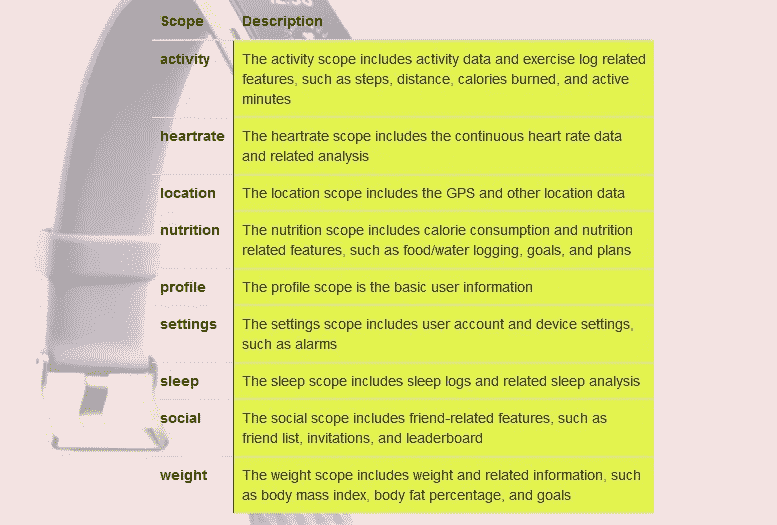 Scope Description
activity The activity scope includes activity data and exercise log related
features, such as steps, distance, calories burned, and active
minutes
heartrate The heartrate scope includes the continuous heart rate data
and related analysis
location The location scope includes the GPS and other location data
nutrition The nutrition scope includes calorie consumption and nutrition
related features, such as food/water logging, goals, and plans
profile The profile scope is the basic user information
settings The settings scope includes user account and device settings,
such as alarms
sleep The sleep scope includes sleep logs and related sleep analysis
social The social scope includes friend-related features, such as
friend list, invitations, and leaderboard
weight The weight scope includes weight and related information, such
as body mass index, body fat percentage, and goals